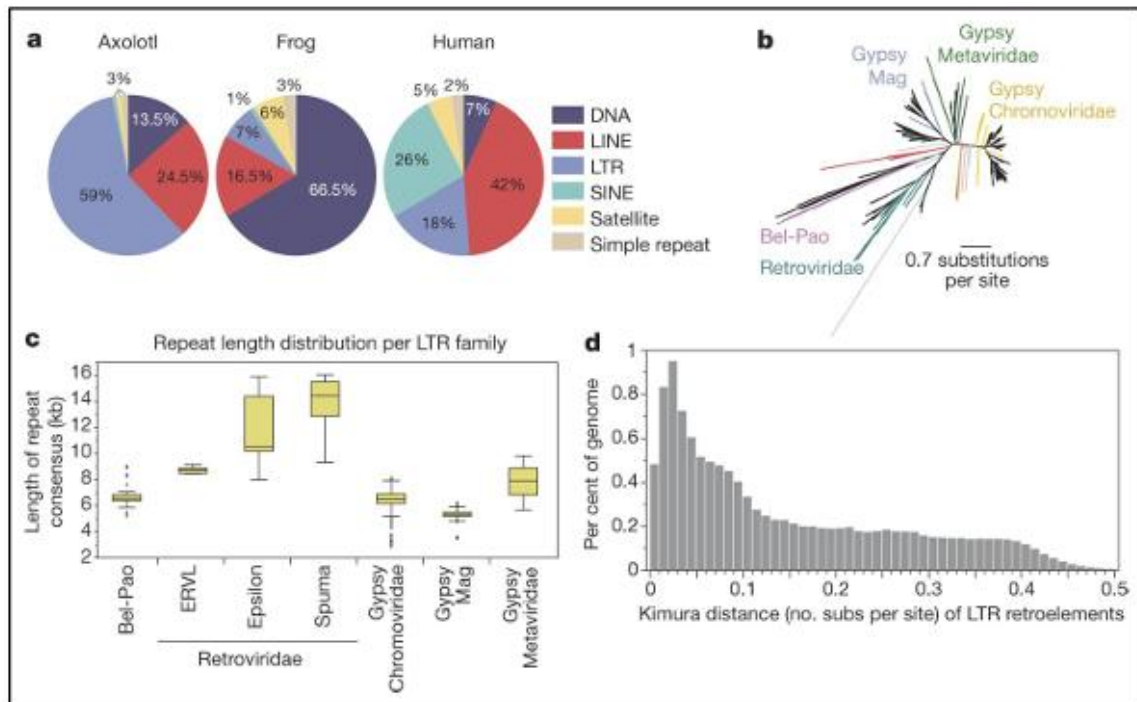 a
Axolotl
Frog
Human
3%
13.5%
24.5%
59%
3%
1%
6%
7%
16.5%
66.5%
5%
2%
7%
26%
42%
18%
DNA
LINE
LTR
SINE
Satellite
Simple repeat
b
Gypsy
Metaviridae
Gypsy
Mag
Gypsy
Chromoviridae
Bel-Pao
Retroviridae
0.7 substitutions
per site
c
Repeat length distribution per LTR family
Length of repeat
consensus (kb)
16
14
12
10
8
6
4
2
Bel-Pao
ERVL
Epsilon
Spuma
Gypsy
Chromoviridae
Gypsy
Mag
Gypsy
Metaviridae
Retroviridae
d
Per cent of genome
1
0.8
0.6
0.4
0.2
0
0
0.1
0.2
0.3
0.4
0.5
Kimura distance (no. subs per site) of LTR retroelements